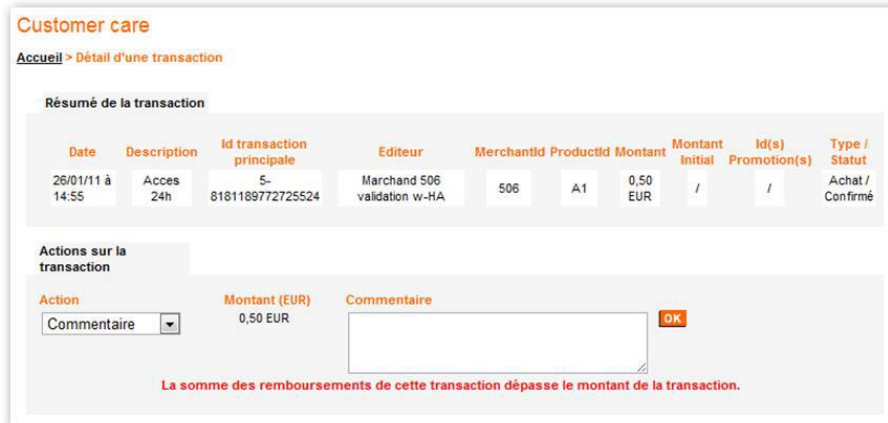 Customer care
Accueil > Détail d'une transaction
Résumé de la transaction
Date Description Id transaction principale Editeur MerchantId ProductId Montant Montant Initial Id(s) Promotion(s) Type / Statut
26/01/11 à 14:55 Acces 24h 5-8181189772725524 Marchand 506 validation w-HA 506 A1 0,50 EUR / / Achat / Confirmé
Actions sur la transaction
Action Montant (EUR) Commentaire
Commentaire 0,50 EUR OK
La somme des remboursements de cette transaction dépasse le montant de la transaction.